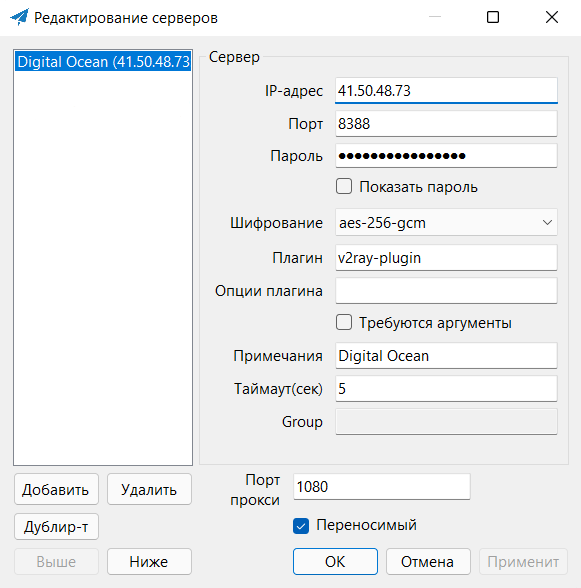 Редактирование серверов
Digital Ocean (41.50.48.73
Сервер
IP-адрес 41.50.48.73
Порт 8388
Пароль ●●●●●●●●●●●●●●●●
Показать пароль
Шифрование aes-256-gcm
Плагин v2ray-plugin
Опции плагина
Требуются аргументы
Примечания Digital Ocean
Таймаут(сек) 5
Group
Добавить Удалить
Дублир-т
Выше Ниже
Порт
прокси 1080
Переносимый
ОК Отмена Применит